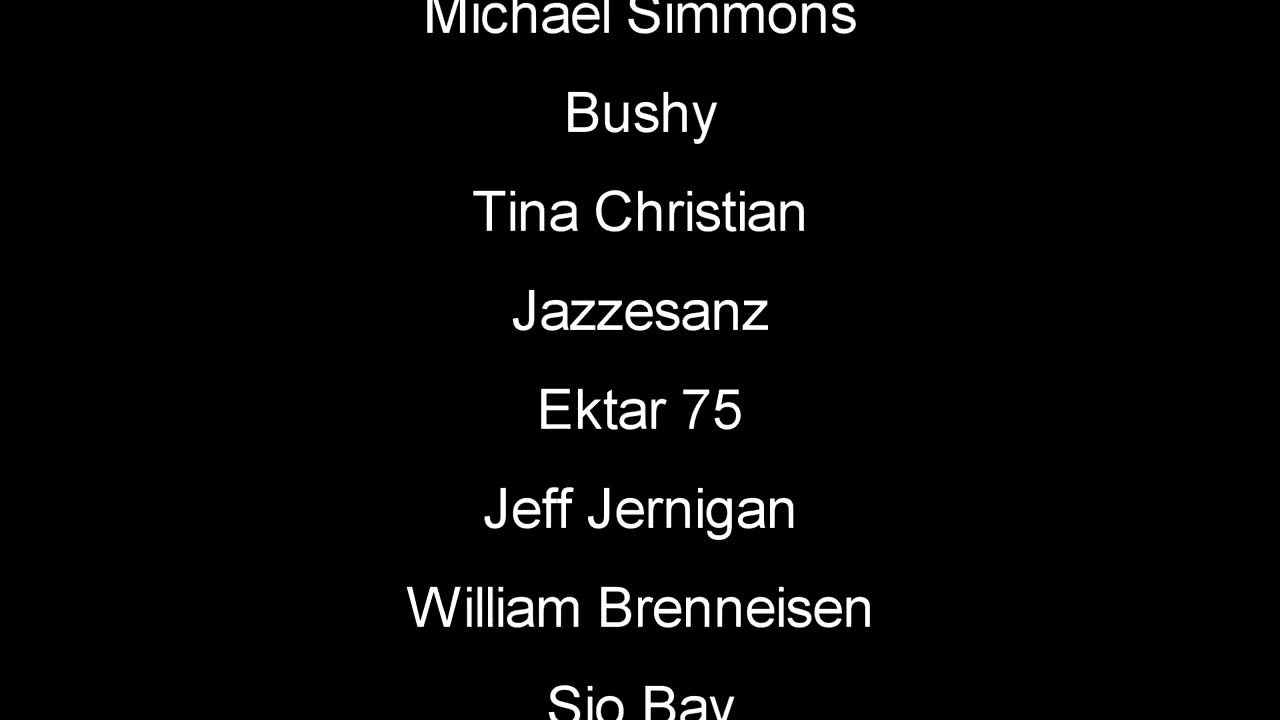 Michael Simmons
Bushy
Tina Christian
Jazzesanz
Ektar 75
Jeff Jernigan
William Brenneisen
Sio Bay